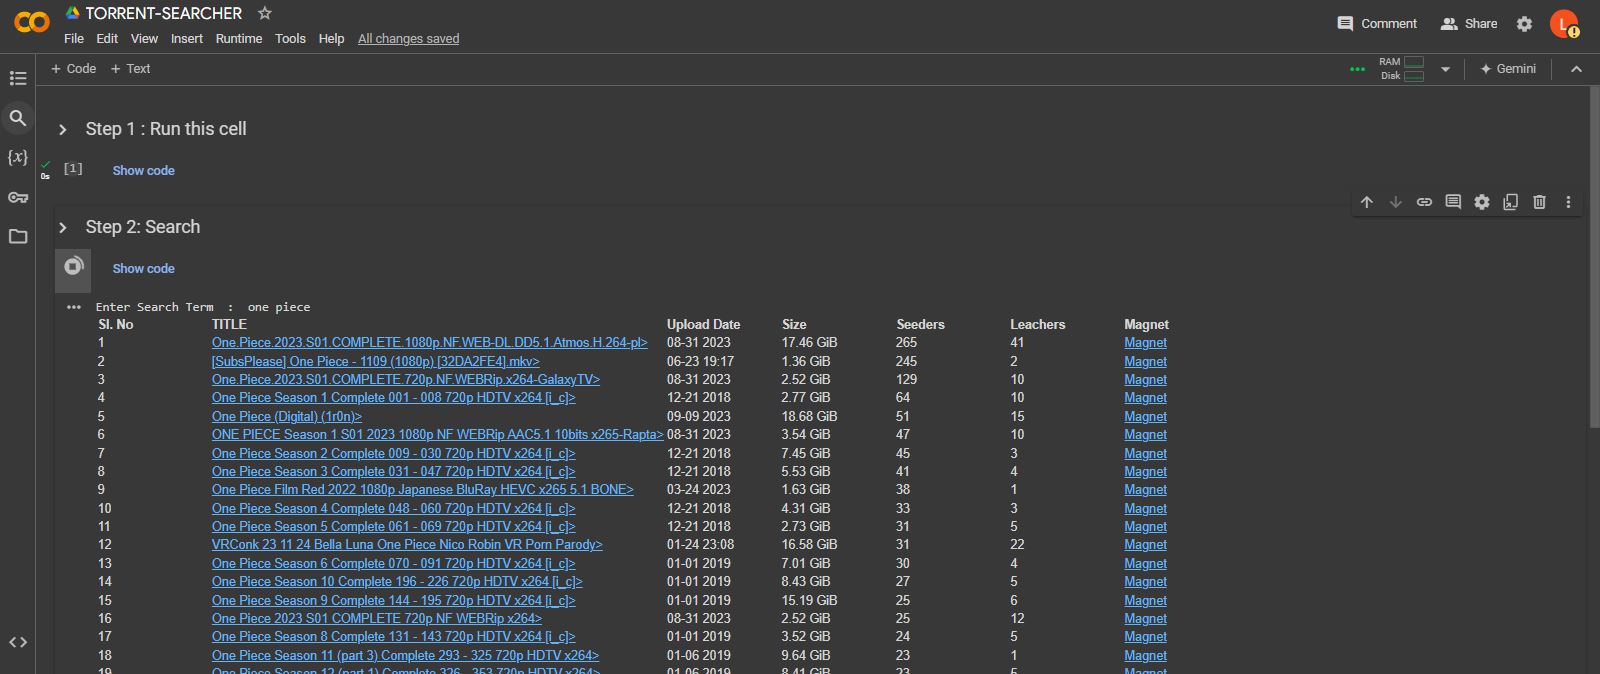 TORRENT-SEARCHER
Comment Share L
File Edit View Insert Runtime Tools Help All changes saved
+ Code + Text RAM Disk Gemini
Step 1 : Run this cell
{x} 0s [1] Show code
Step 2: Search
Show code
Enter Search Term : one piece
Sl. No TITLE Upload Date Size Seeders Leachers Magnet
1 One.Piece.2023.S01.COMPLETE.1080p.NF.WEB-DL.DD5.1.Atmos.H.264-pl> 08-31 2023 17.46 GiB 265 41 Magnet
2 [SubsPlease] One Piece - 1109 (1080p) [32DA2FE4].mkv> 06-23 19:17 1.36 GiB 245 2 Magnet
3 One.Piece.2023.S01.COMPLETE.720p.NF.WEBRip.x264-GalaxyTV> 08-31 2023 2.52 GiB 129 10 Magnet
4 One Piece Season 1 Complete 001 - 008 720p HDTV x264 [i_c]> 12-21 2018 2.77 GiB 64 10 Magnet
5 One Piece (Digital) (1r0n)> 09-09 2023 18.68 GiB 51 15 Magnet
6 ONE PIECE Season 1 S01 2023 1080p NF WEBRip AAC5.1 10bits x265-Rapta> 08-31 2023 3.54 GiB 47 10 Magnet
7 One Piece Season 2 Complete 009 - 030 720p HDTV x264 [i_c]> 12-21 2018 7.45 GiB 45 3 Magnet
8 One Piece Season 3 Complete 031 - 047 720p HDTV x264 [i_c]> 12-21 2018 5.53 GiB 41 4 Magnet
9 One Piece Film Red 2022 1080p Japanese BluRay HEVC x265 5.1 BONE> 03-24 2023 1.63 GiB 38 1 Magnet
10 One Piece Season 4 Complete 048 - 060 720p HDTV x264 [i_c]> 12-21 2018 4.31 GiB 33 3 Magnet
11 One Piece Season 5 Complete 061 - 069 720p HDTV x264 [i_c]> 12-21 2018 2.73 GiB 31 5 Magnet
12 VRConk 23 11 24 Bella Luna One Piece Nico Robin VR Porn Parody> 01-24 23:08 16.58 GiB 31 22 Magnet
13 One Piece Season 6 Complete 070 - 091 720p HDTV x264 [i_c]> 01-01 2019 7.01 GiB 30 4 Magnet
14 One Piece Season 10 Complete 196 - 226 720p HDTV x264 [i_c]> 01-01 2019 8.43 GiB 27 5 Magnet
15 One Piece Season 9 Complete 144 - 195 720p HDTV x264 [i_c]> 01-01 2019 15.19 GiB 25 6 Magnet
16 One Piece 2023 S01 COMPLETE 720p NF WEBRip x264> 08-31 2023 2.52 GiB 25 12 Magnet
17 One Piece Season 8 Complete 131 - 143 720p HDTV x264 [i_c]> 01-01 2019 3.52 GiB 24 5 Magnet
18 One Piece Season 11 (part 3) Complete 293 - 325 720p HDTV x264> 01-06 2019 9.64 GiB 23 1 Magnet
19 One Piece Season 12 (part 1) Complete 326 - 353 720p HDTV x264> 01-06 2019 8.41 GiB 23 5 Magnet